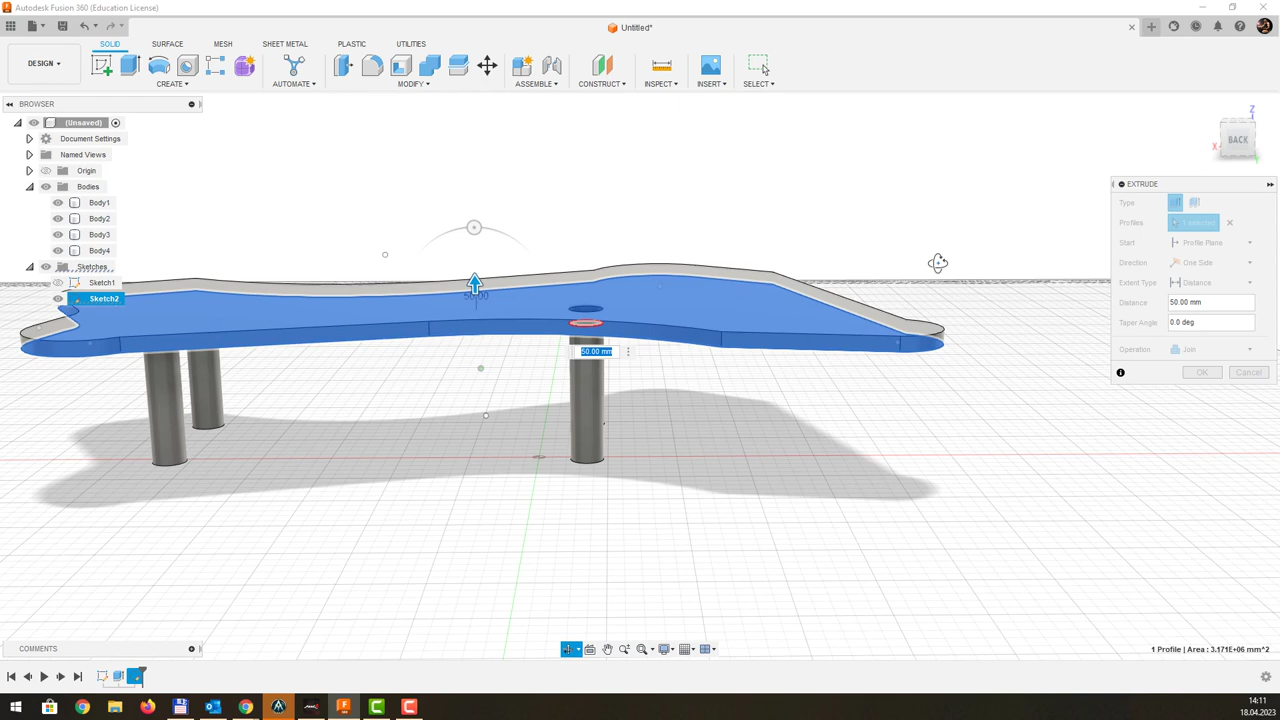 Autodesk Fusion 360 (Education License)
Untitled*
DESIGN
SOLID
SURFACE
MESH
SHEET METAL
PLASTIC
UTILITIES
CREATE
AUTOMATE
MODIFY
ASSEMBLE
CONSTRUCT
INSPECT
INSERT
SELECT
BROWSER
(Unsaved)
Document Settings
Named Views
Origin
Bodies
Body1
Body2
Body3
Body4
Sketches
Sketch1
Sketch2
50.00
50.00 mm
Z
X
BACK
EXTRUDE
Type
Profiles
1 selected
Start
Profile Plane
Direction
One Side
Extent Type
Distance
Distance
50.00 mm
Taper Angle
0.0 deg
Operation
Join
OK
Cancel
COMMENTS
1 Profile | Area : 3.171E+06 mm^2
14:11
18.04.2023